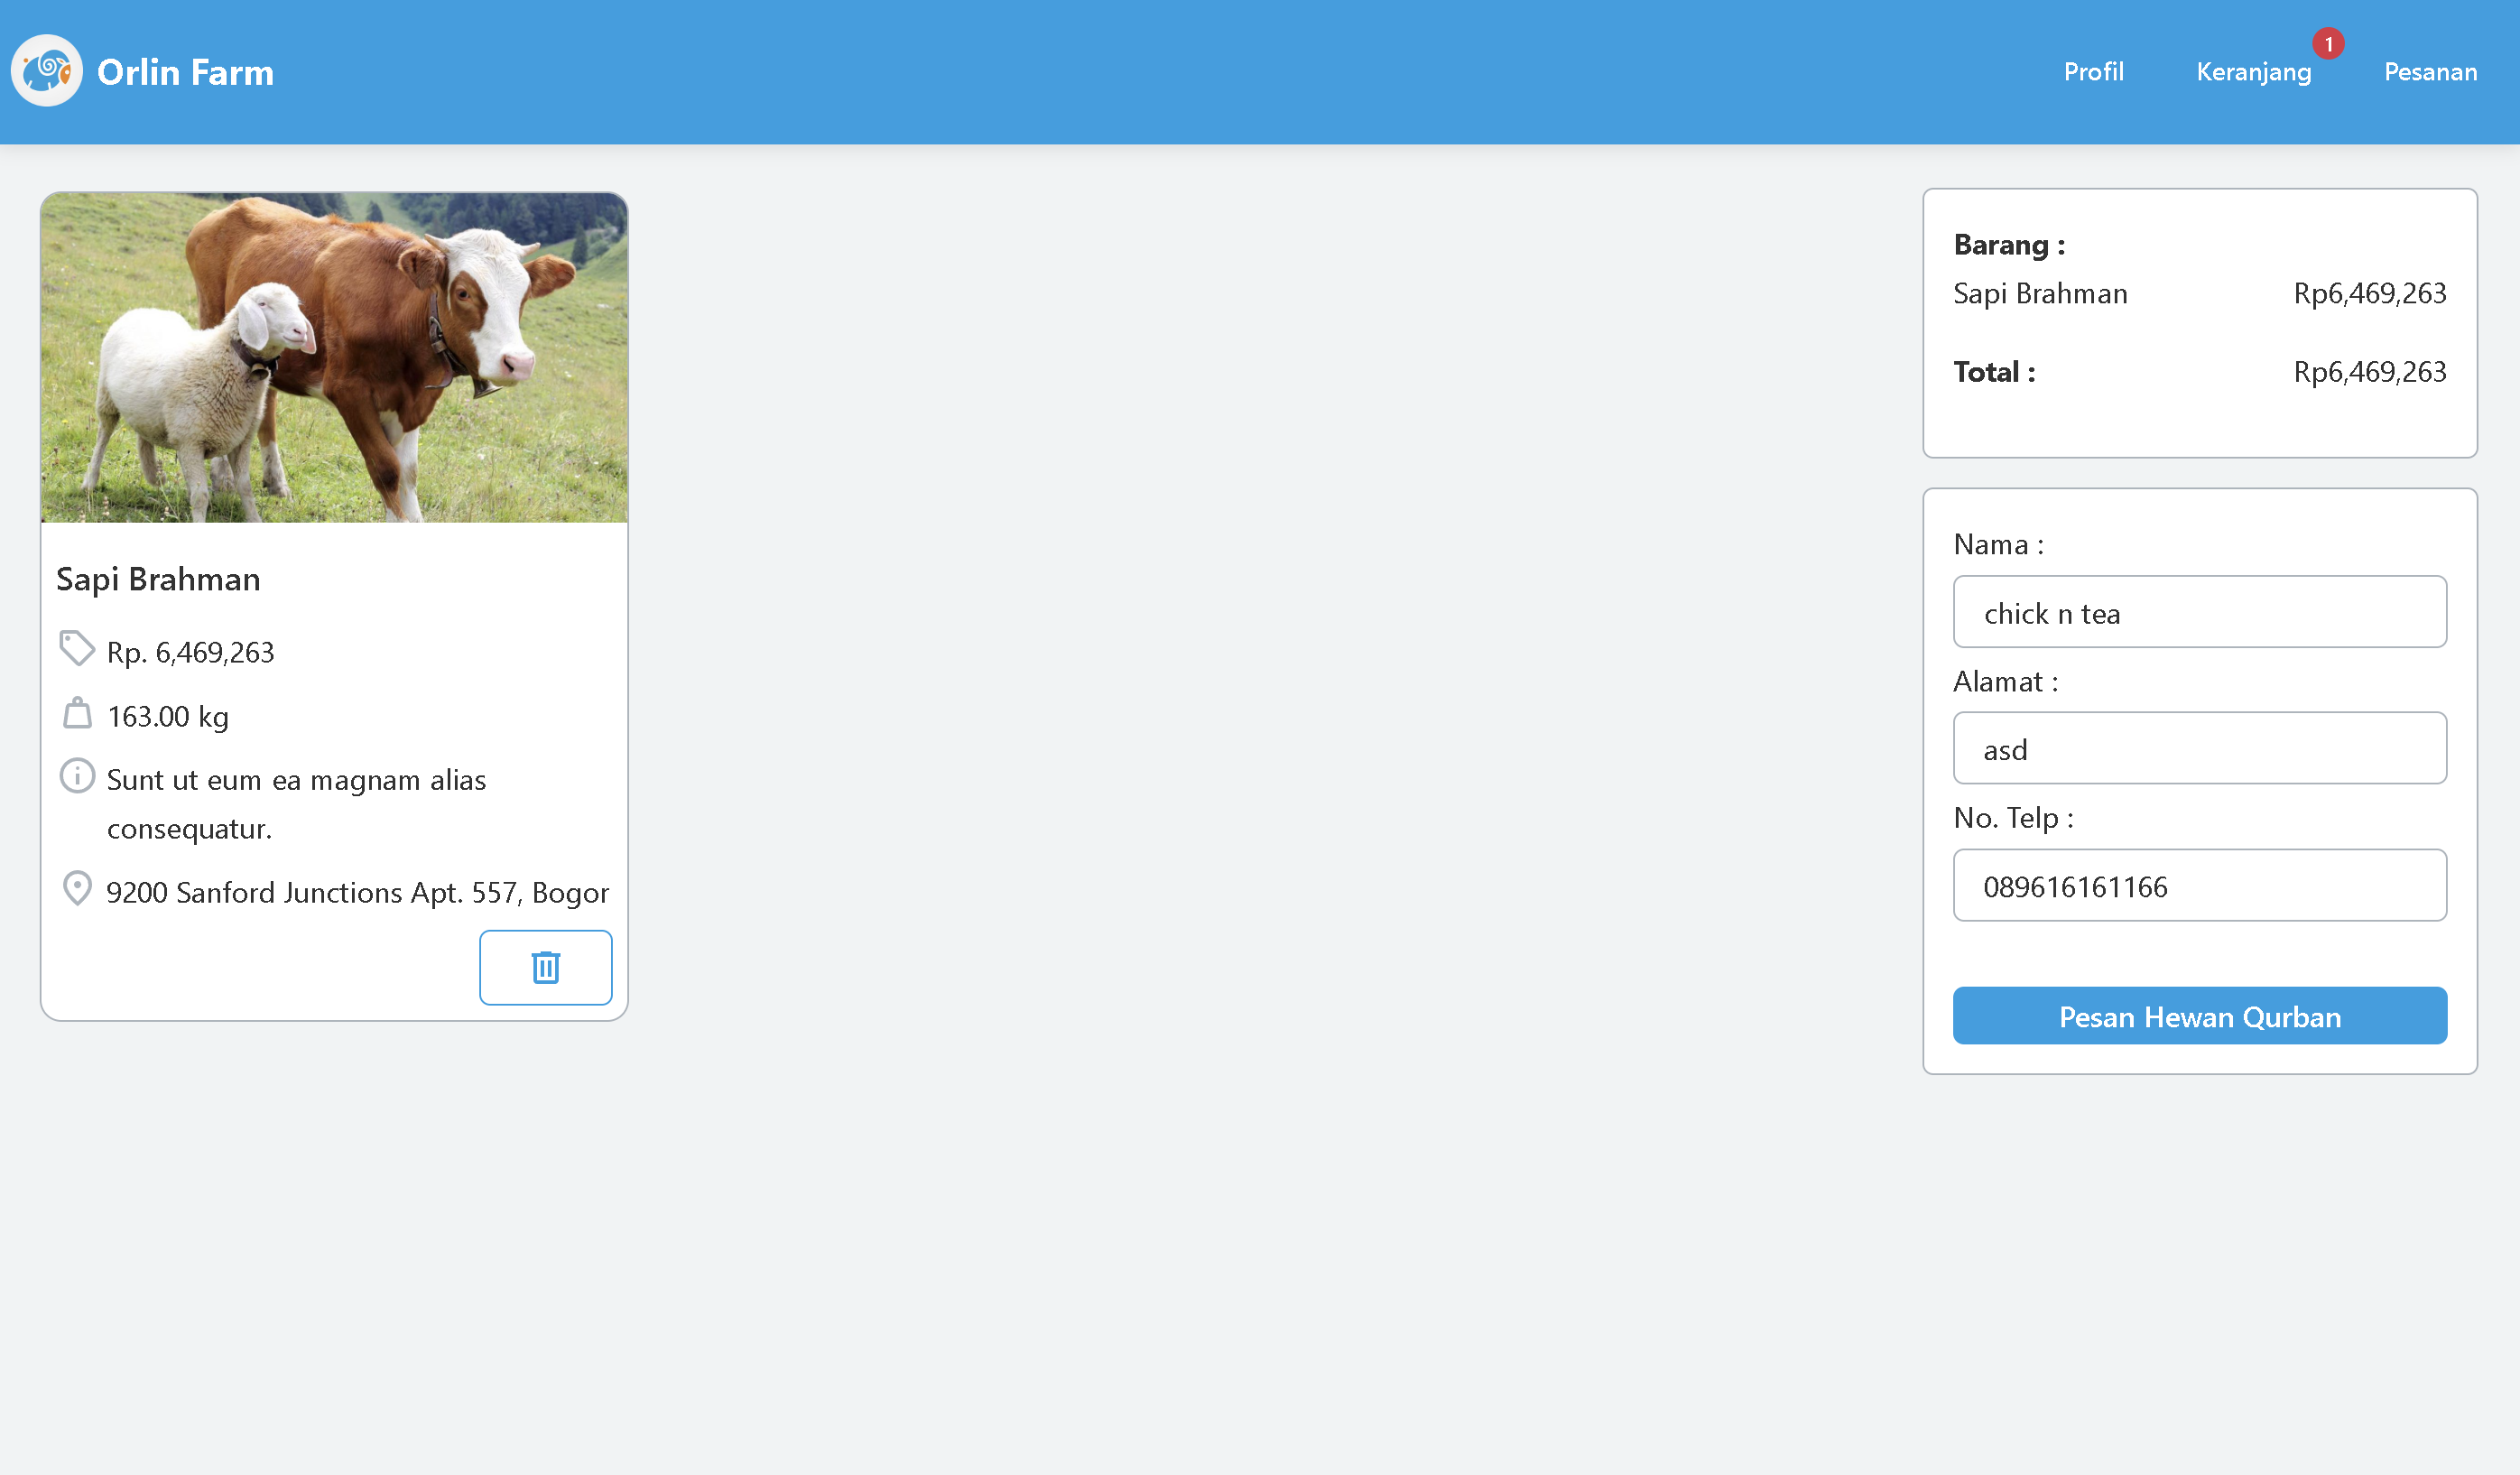 Orlin Farm
Profil
Keranjang
1
Pesanan
Sapi Brahman
Rp. 6,469,263
163.00 kg
Sunt ut eum ea magnam alias
consequatur.
9200 Sanford Junctions Apt. 557, Bogor
Barang :
Sapi Brahman Rp6,469,263
Total : Rp6,469,263
Nama :
chick n tea
Alamat :
asd
No. Telp :
089616161166
Pesan Hewan Qurban